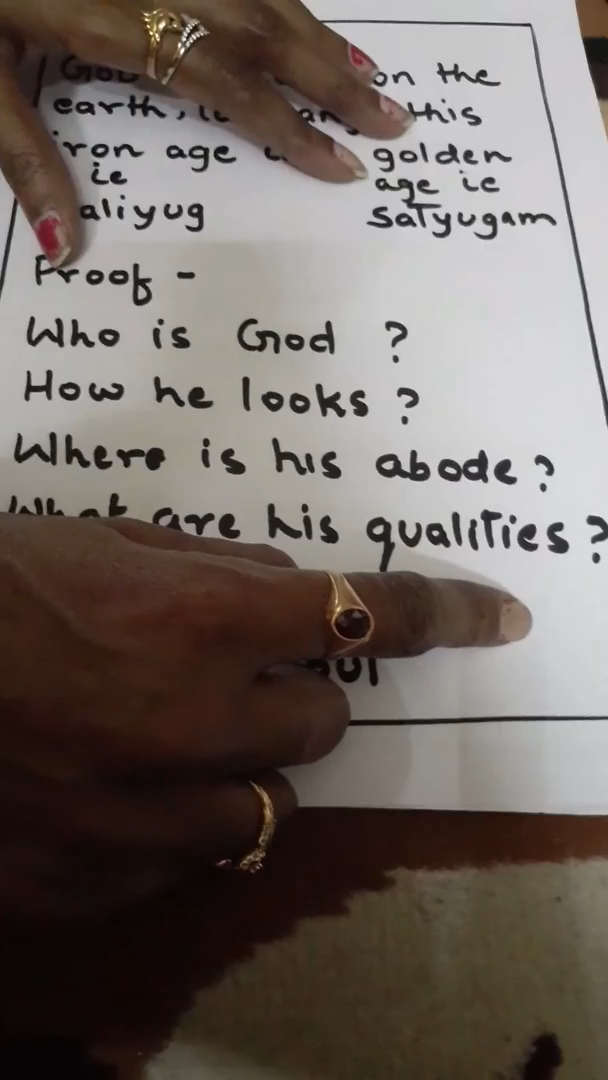 on the
earth, this
iron age golden
ie age ie
aliyug Satyugam
Proof -
Who is God ?
How he looks ?
Where is his abode?
What are his qualities?